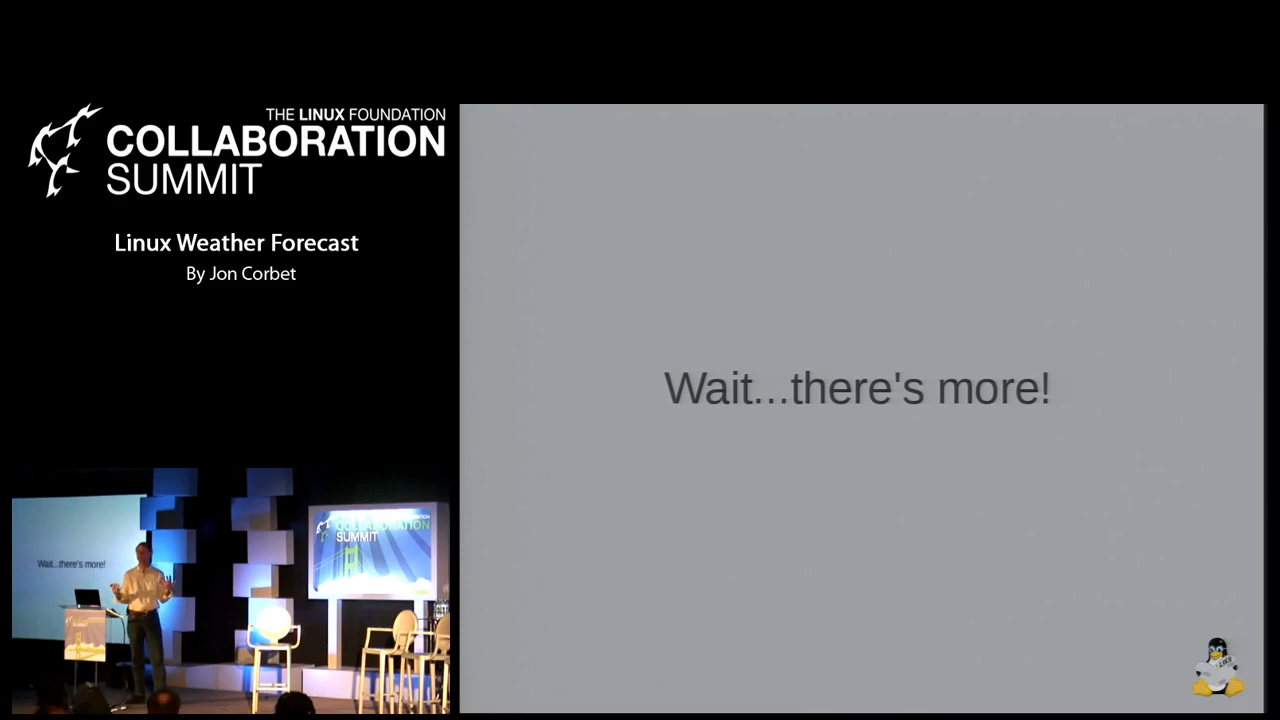 THE LINUX FOUNDATION
COLLABORATION
SUMMIT
Linux Weather Forecast
By Jon Corbet
Wait...there's more!
Wait...there's more!
COLLABORATION
SUMMIT